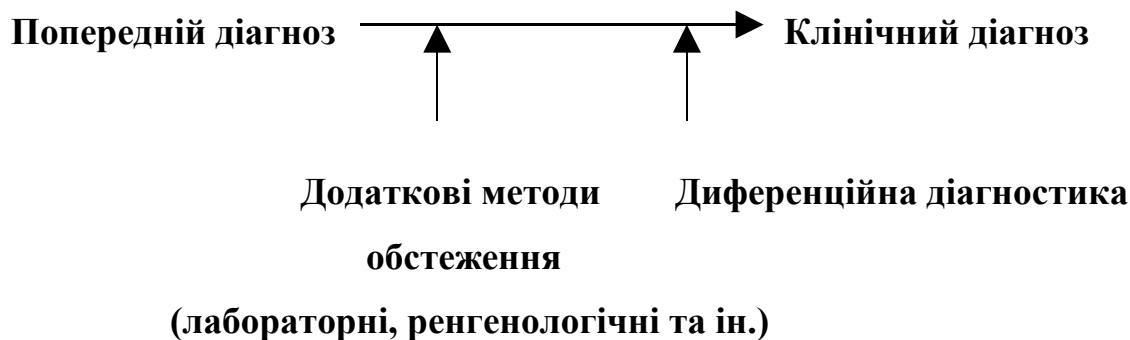 Попередній діагноз Клінічний діагноз
Додаткові методи Диференційна діагностика
обстеження
(лабораторні, ренгенологічні та ін.)